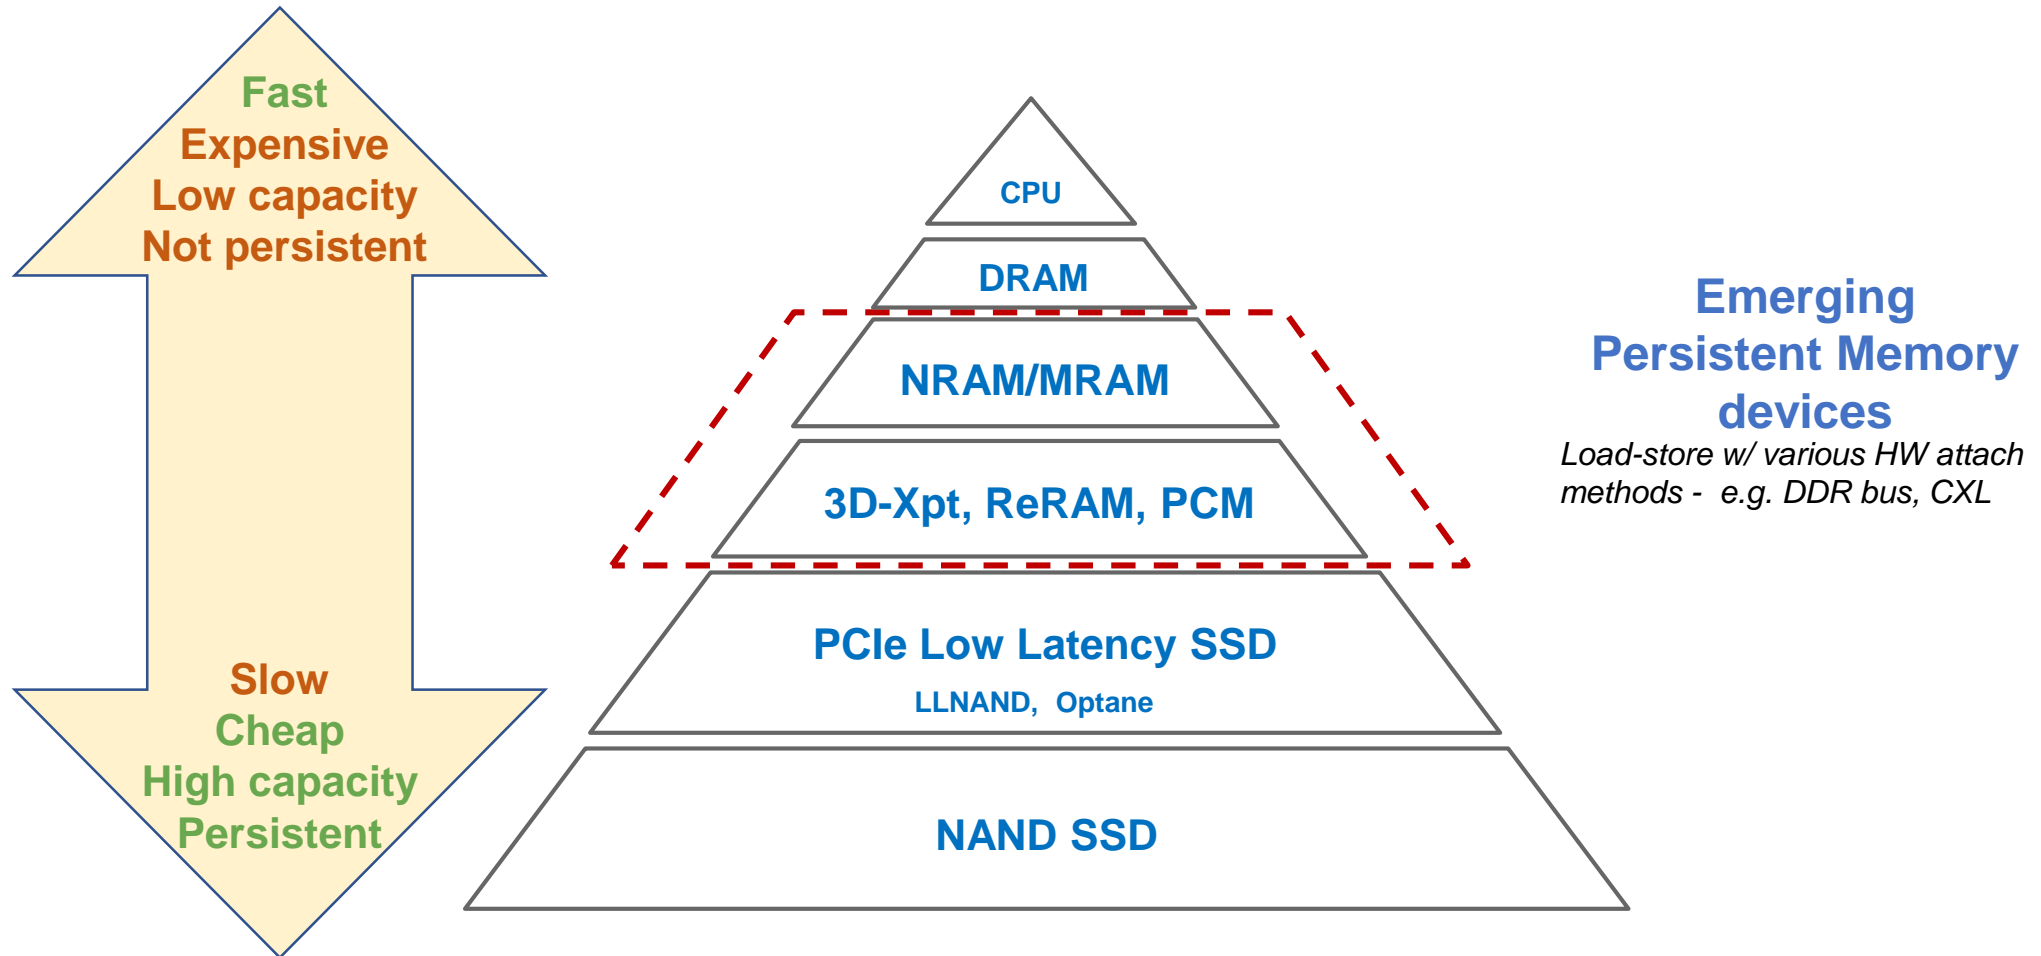 Fast
Expensive
Low capacity
Not persistent
Slow
Cheap
High capacity
Persistent
CPU
DRAM
NRAM/MRAM
3D-Xpt, ReRAM, PCM
PCIe Low Latency SSD
LLNAND, Optane
NAND SSD
Emerging
Persistent Memory
devices
Load-store w/ various HW attach
methods - e.g. DDR bus, CXL